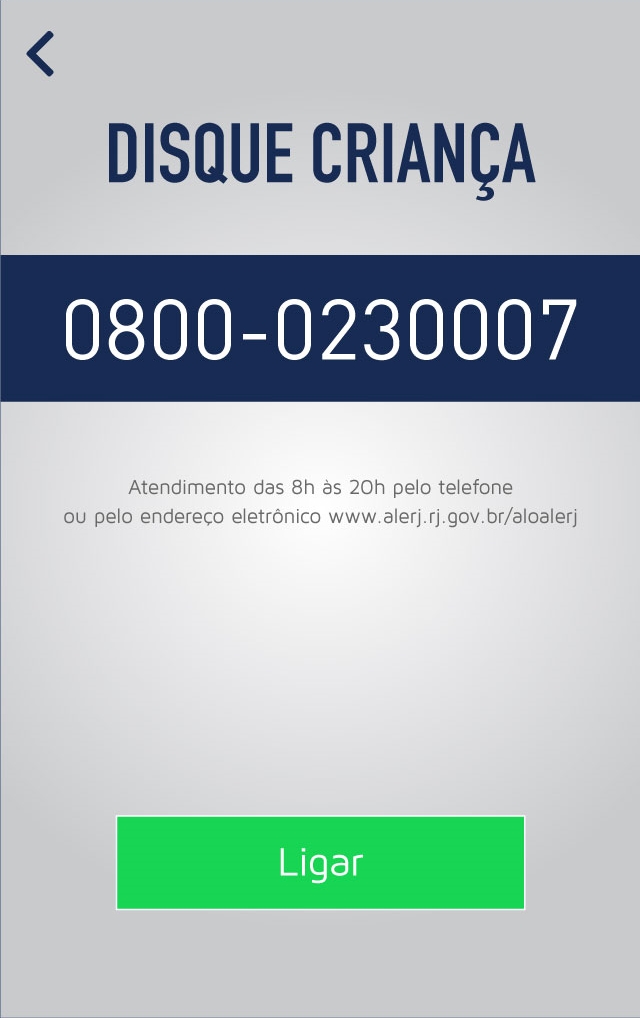 DISQUE CRIANÇA
0800-0230007
Atendimento das 8h às 20h pelo telefone
ou pelo endereço eletrônico www.alerj.rj.gov.br/aloalerj
Ligar